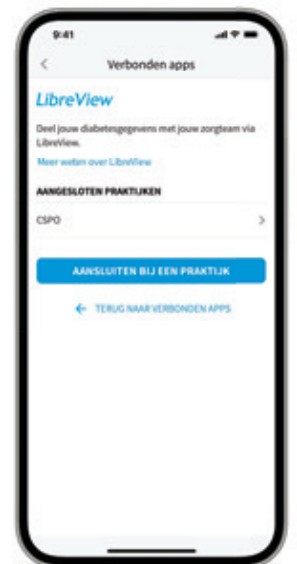 9:41
Verbonden apps
LibreView
Deel jouw diabetesgegevens met jouw zorgteam via
LibreView.
Meer weten over LibreView
AANGESLOTEN PRAKTIJKEN
CSPO
AANSLUITEN BIJ EEN PRAKTIJK
TERUG NAAR VERBONDEN APPS